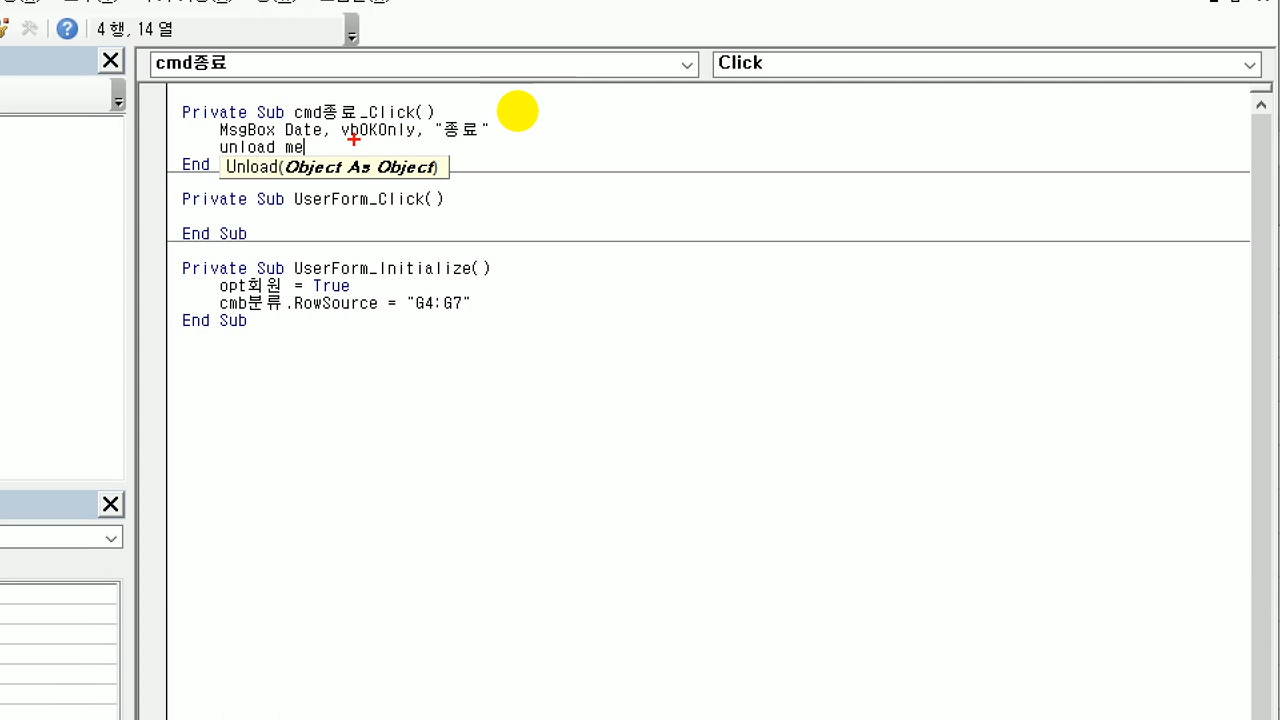 4 행, 14 열
cmd종료
Click
Private Sub cmd종료_Click()
MsgBox Date, vbOKOnly, "종료"
unload me
End
Unload(Object As Object)
Private Sub UserForm_Click()
End Sub
Private Sub UserForm_Initialize()
opt회원 = True
cmb분류.RowSource = "G4:G7"
End Sub